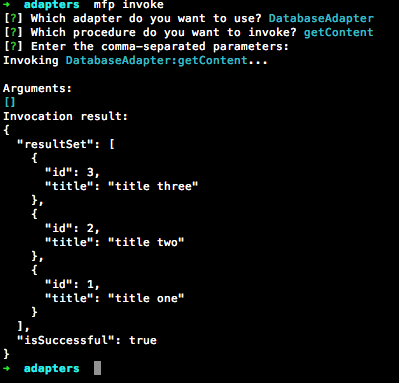 ➜  adapters  mfp invoke
[?] Which adapter do you want to use? DatabaseAdapter
[?] Which procedure do you want to invoke? getContent
[?] Enter the comma-separated parameters:
Invoking DatabaseAdapter:getContent...

Arguments:
[]
Invocation result:
{
  "resultSet": [
    {
      "id": 3,
      "title": "title three"
    },
    {
      "id": 2,
      "title": "title two"
    },
    {
      "id": 1,
      "title": "title one"
    }
  ],
  "isSuccessful": true
}
➜  adapters